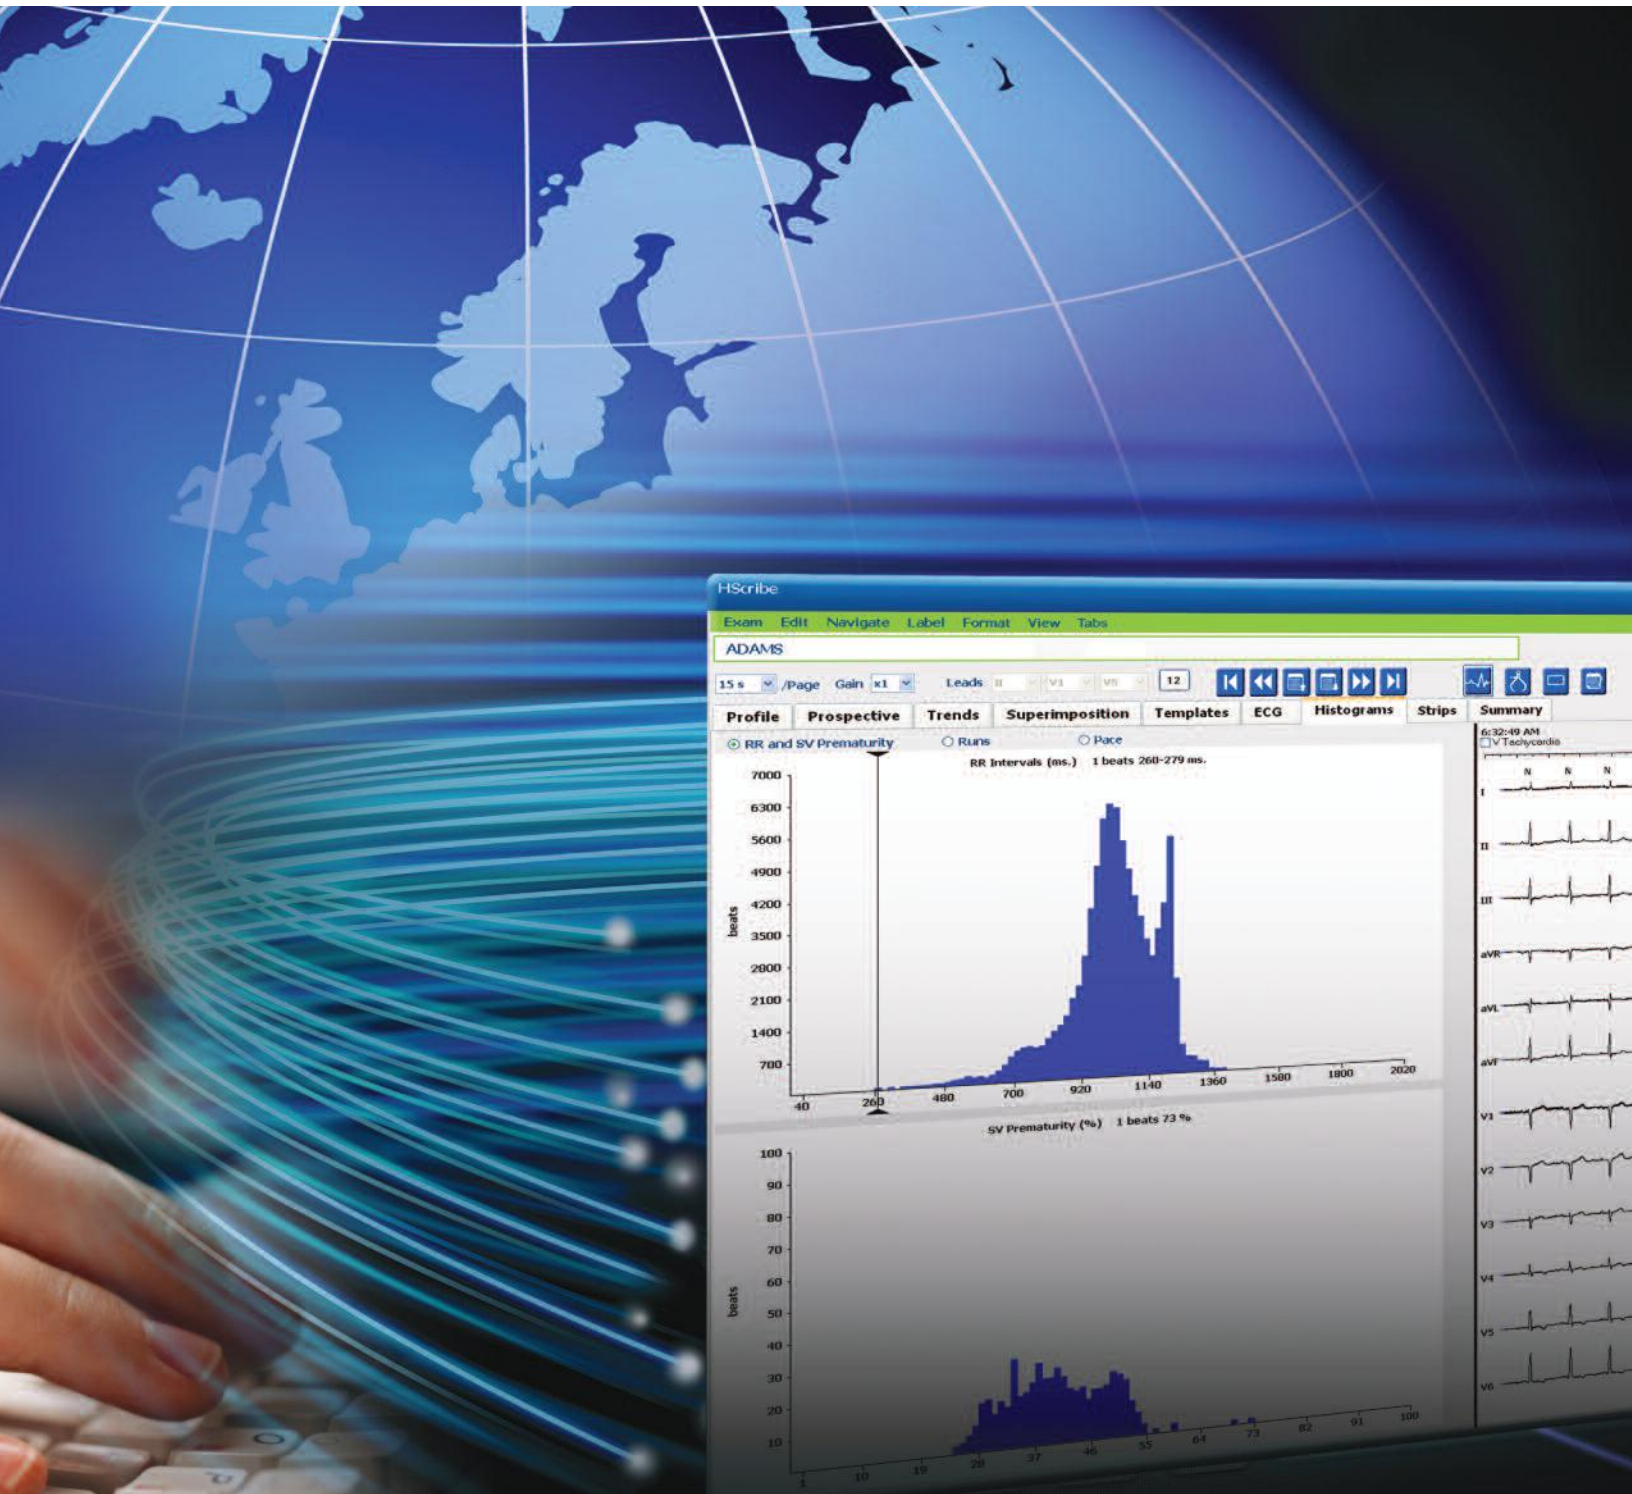 HScribe
Exam Edit Navigate Label Format View Tabs
ADAMS
15 s /Page Gain x1 Leads II V1 V5 12
Profile Prospective Trends Superimposition Templates ECG Histograms Strips Summary
RR and SV Prematurity Runs Pace
RR Intervals (ms.) 1 beats 260-279 ms.
7000
6300
5600
4900
4200
3500
2800
2100
1400
700
beats
40 260 480 700 920 1140 1360 1580 1800 2020
SV Prematurity (%) 1 beats 73 %
100
90
80
70
60
50
40
30
20
10
beats
1 10 19 28 37 46 55 64 73 82 91 100
6:32:49 AM
V Tachycardia
N N N
I
II
III
aVR
aVL
aVF
V1
V2
V3
V4
V5
V6